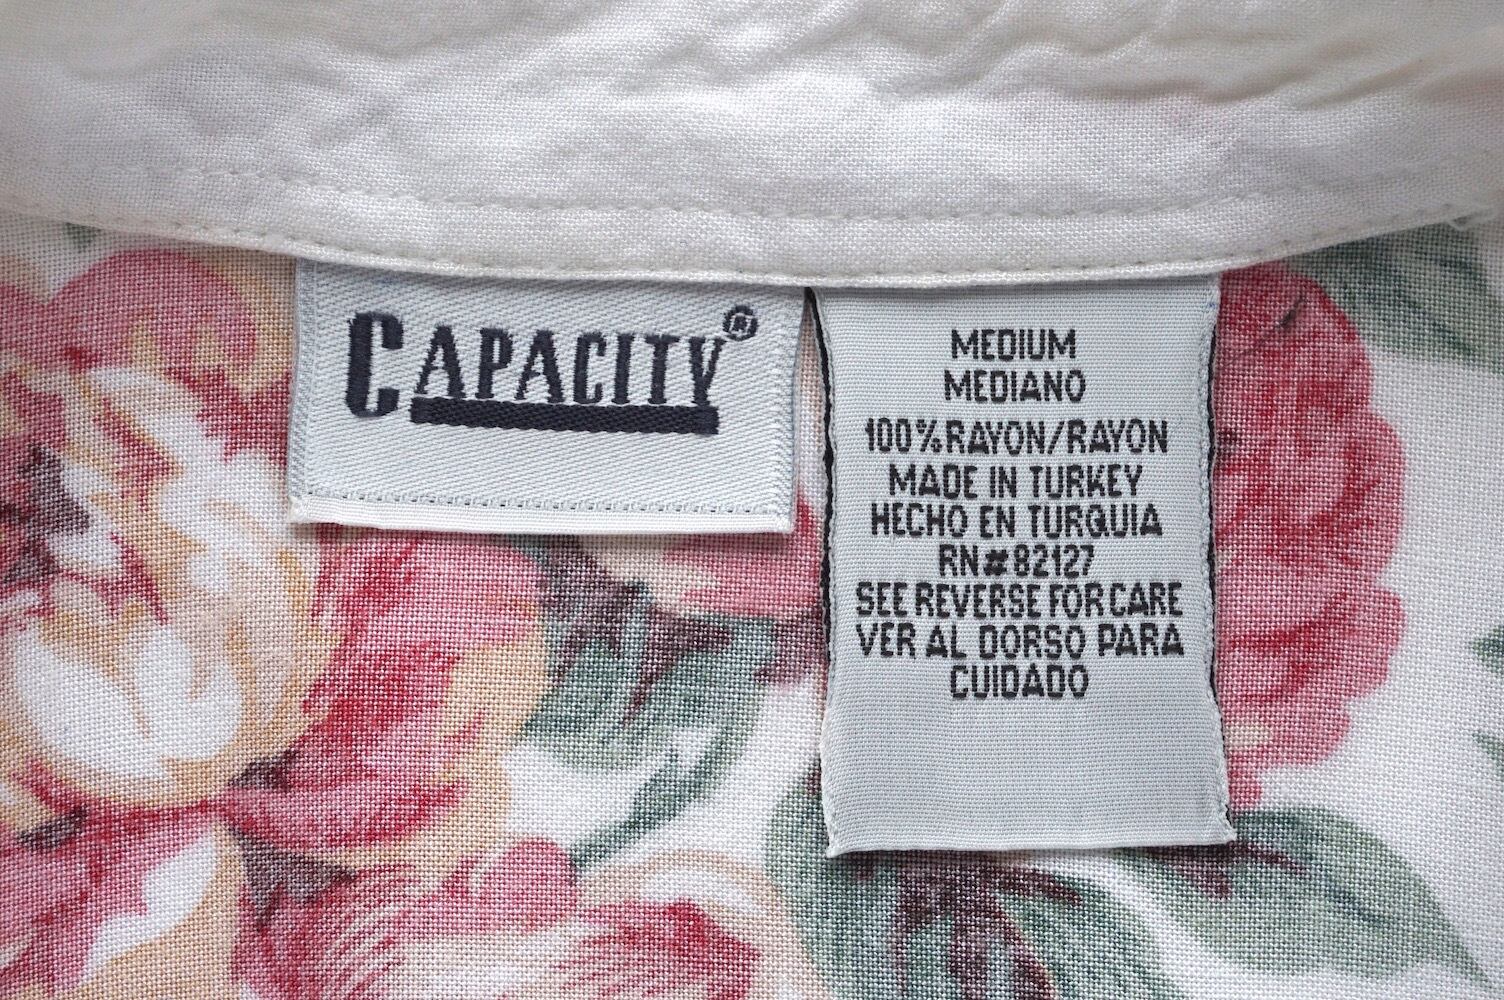 CAPACITY®
MEDIUM
MEDIANO
100% RAYON/RAYON
MADE IN TURKEY
HECHO EN TURQUIA
RN#82127
SEE REVERSE FOR CARE
VER AL DORSO PARA
CUIDADO